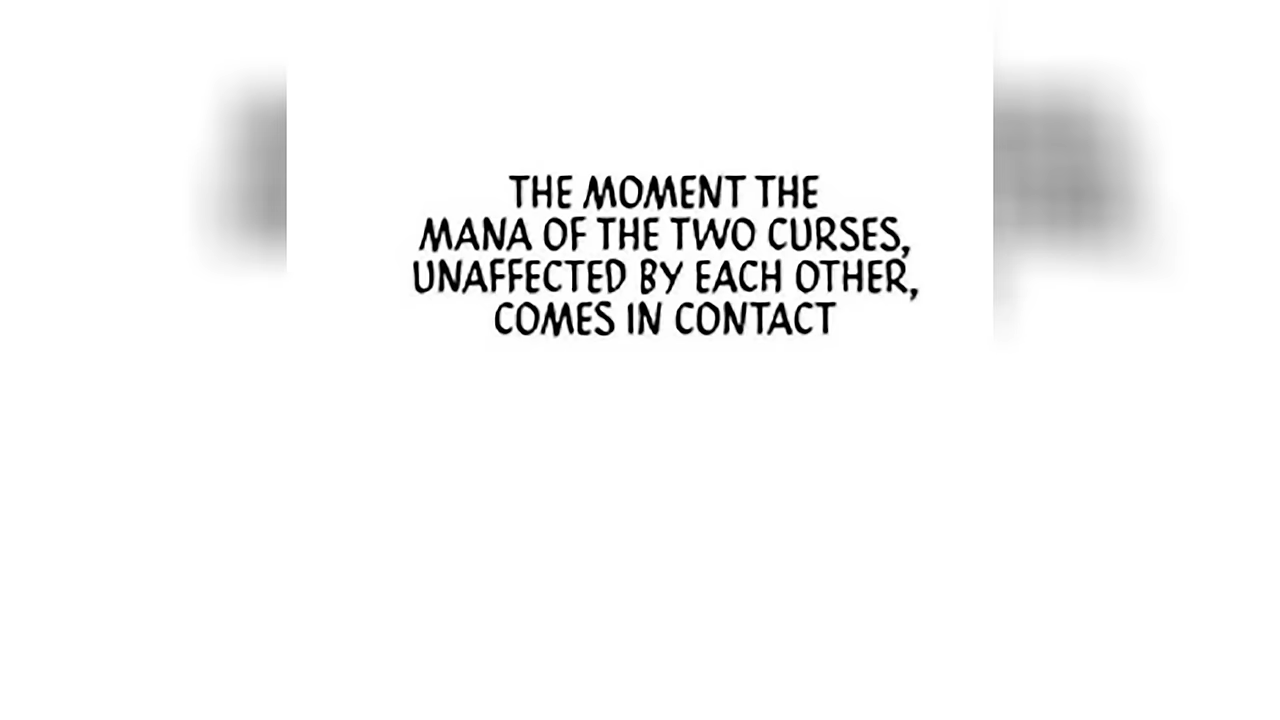 THE MOMENT THE
MANA OF THE TWO CURSES,
UNAFFECTED BY EACH OTHER,
COMES IN CONTACT